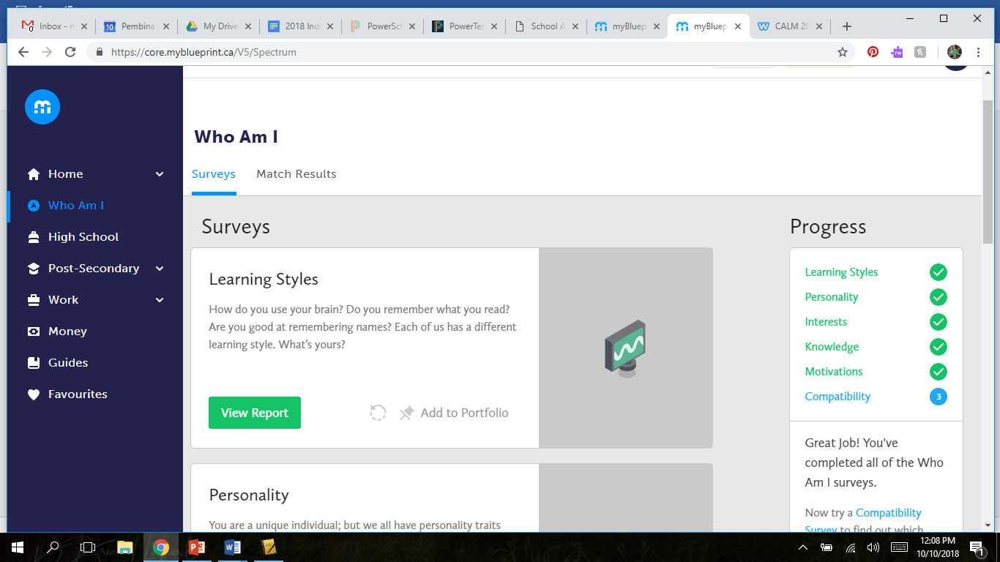 Inbox - r
Pembina
My Drive
2018 Ind
PowerSch
PowerTea
School A
myBluep
myBluep
CALM 20
https://core.myblueprint.ca/V5/Spectrum
Home
Who Am I
High School
Post-Secondary
Work
Money
Guides
Favourites
Who Am I
Surveys Match Results
Surveys
Learning Styles
How do you use your brain? Do you remember what you read?
Are you good at remembering names? Each of us has a different
learning style. What's yours?
View Report
Add to Portfolio
Personality
You are a unique individual; but we all have personality traits
Progress
Learning Styles
Personality
Interests
Knowledge
Motivations
Compatibility 3
Great Job! You've
completed all of the Who
Am I surveys.
Now try a Compatibility
Survey to find out which
12:08 PM
10/10/2018
1